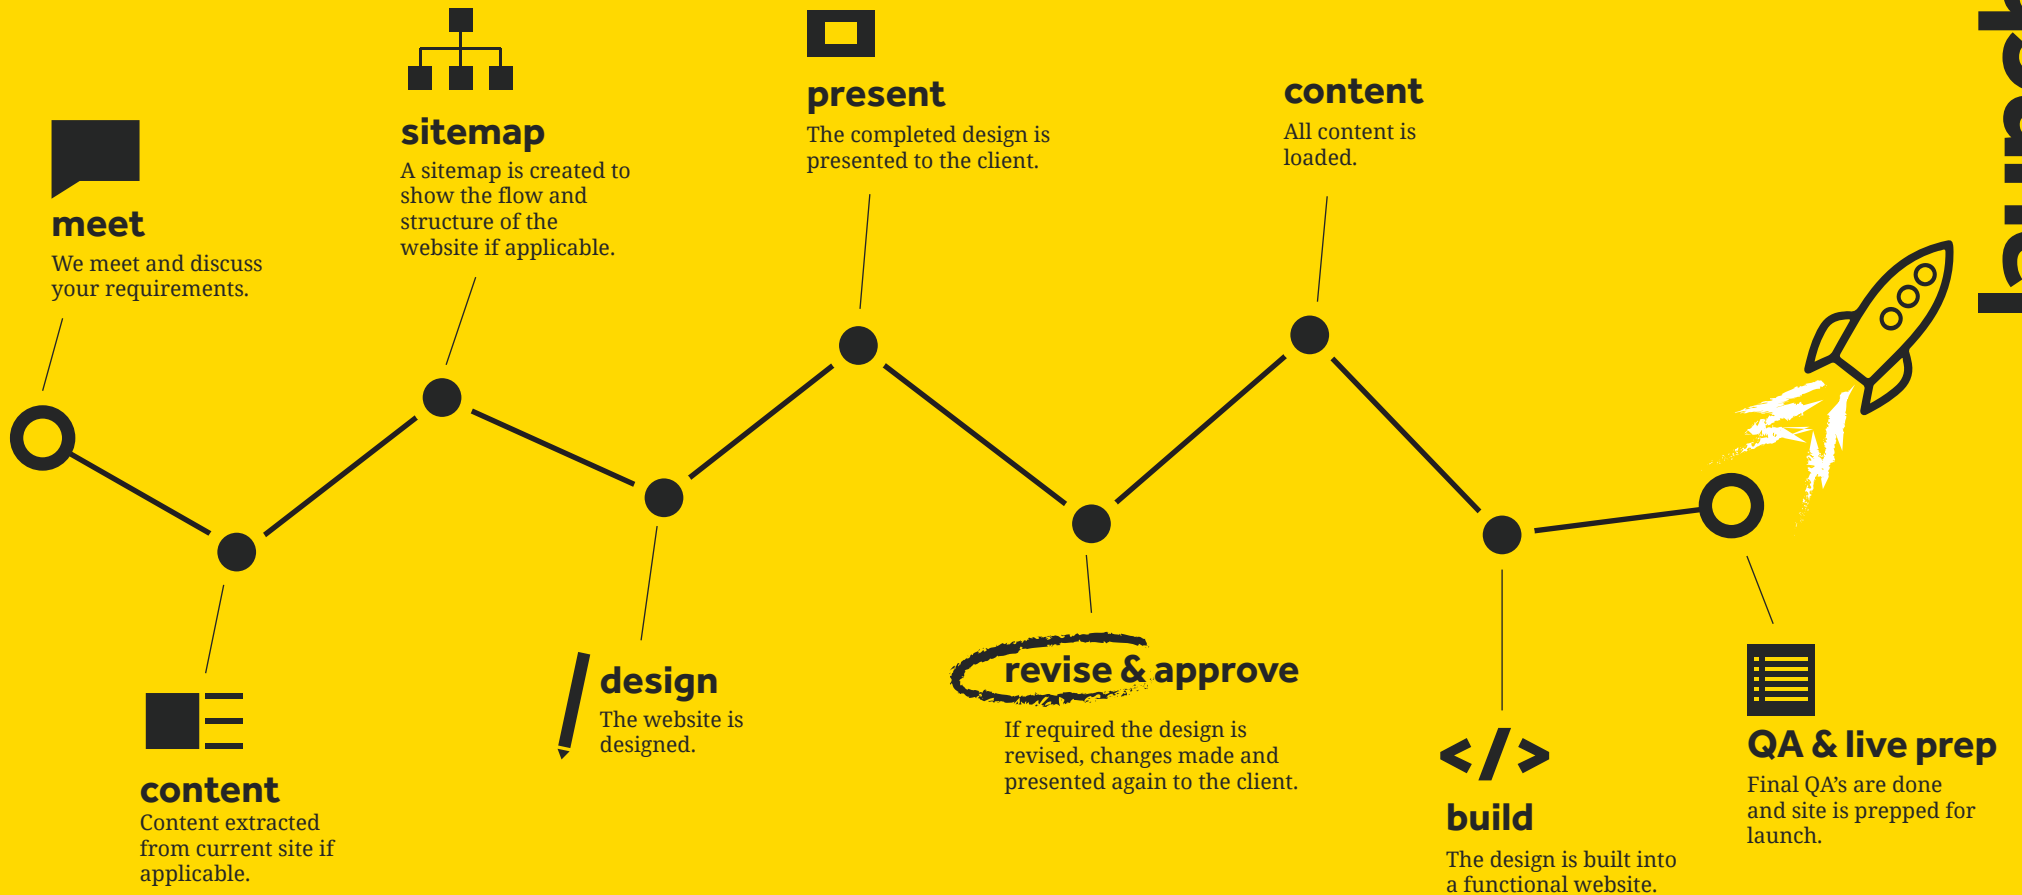 meet
We meet and discuss
your requirements.
content
Content extracted
from current site if
applicable.
sitemap
A sitemap is created to
show the flow and
structure of the
website if applicable.
design
The website is
designed.
present
The completed design is
presented to the client.
revise & approve
If required the design is
revised, changes made and
presented again to the client.
content
All content is
loaded.
</>
build
The design is built into
a functional website.
QA & live prep
Final QA’s are done
and site is prepped for
launch.
launch